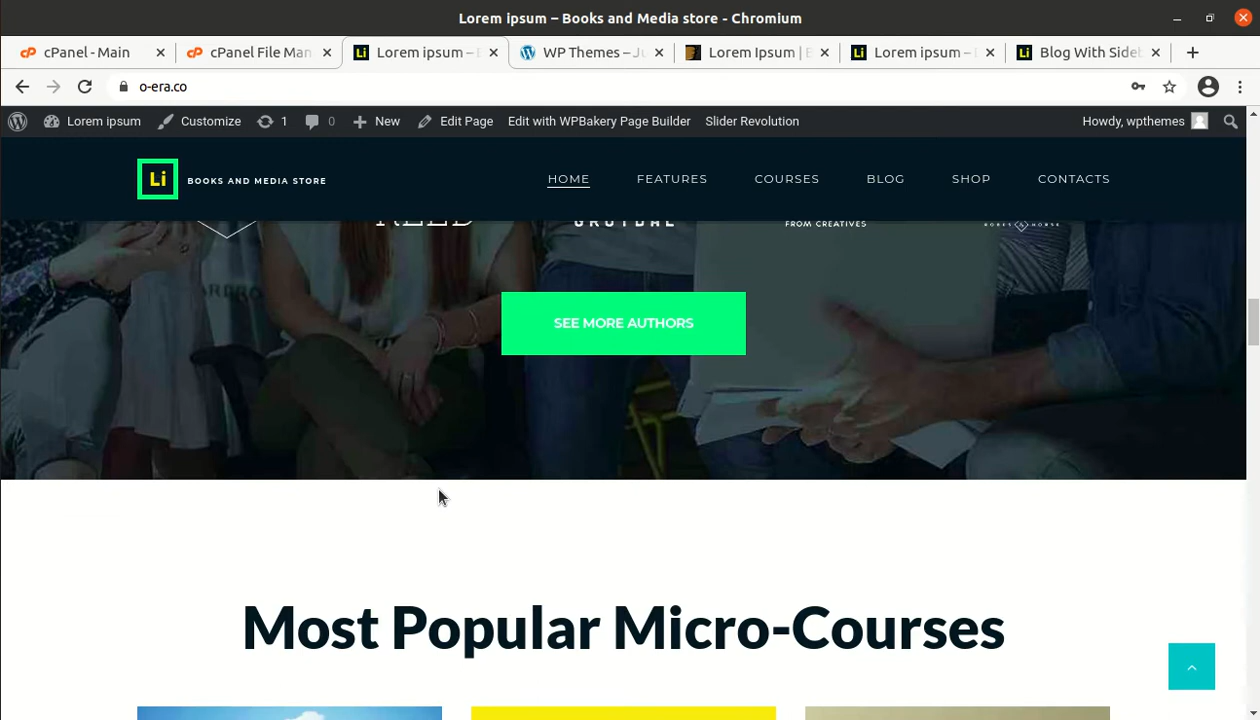 Lorem ipsum – Books and Media store - Chromium
cPanel - Main
cPanel File Man
Lorem ipsum –
WP Themes – Ju
Lorem Ipsum | B
Lorem ipsum –
Blog With Sideb
o-era.co
Lorem ipsum
Customize
1
0
New
Edit Page
Edit with WPBakery Page Builder
Slider Revolution
Howdy, wpthemes
Li
BOOKS AND MEDIA STORE
HOME
FEATURES
COURSES
BLOG
SHOP
CONTACTS
FROM CREATIVES
SEE MORE AUTHORS
Most Popular Micro-Courses